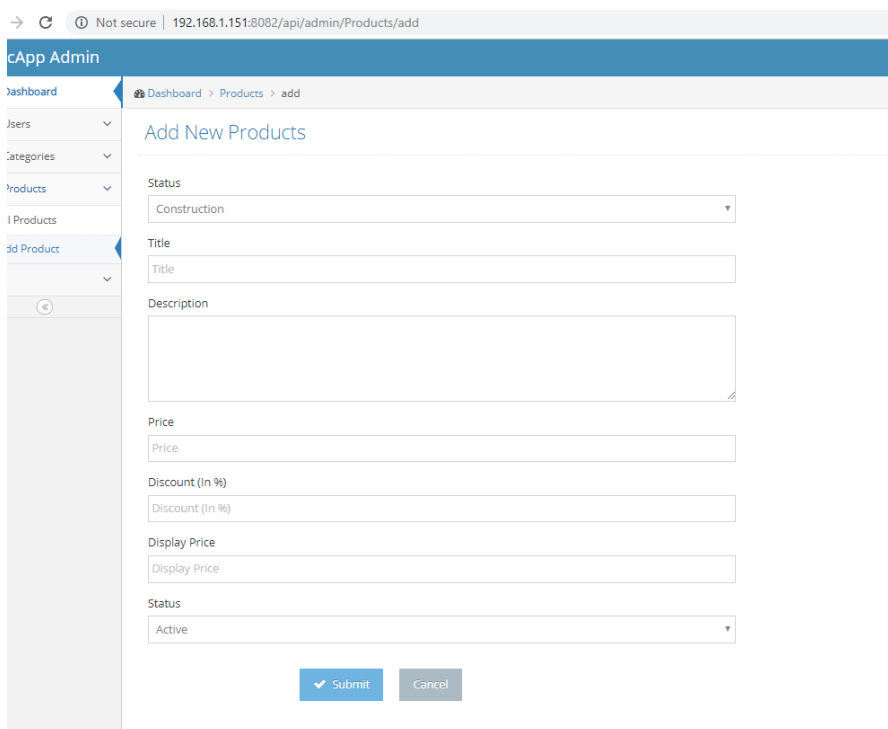 Not secure | 192.168.1.151:8082/api/admin/Products/add
cApp Admin
Dashboard
Users
Categories
Products
l Products
dd Product
Dashboard > Products > add
Add New Products
Status
Construction
Title
Title
Description
Price
Price
Discount (In %)
Discount (In %)
Display Price
Display Price
Status
Active
Submit
Cancel